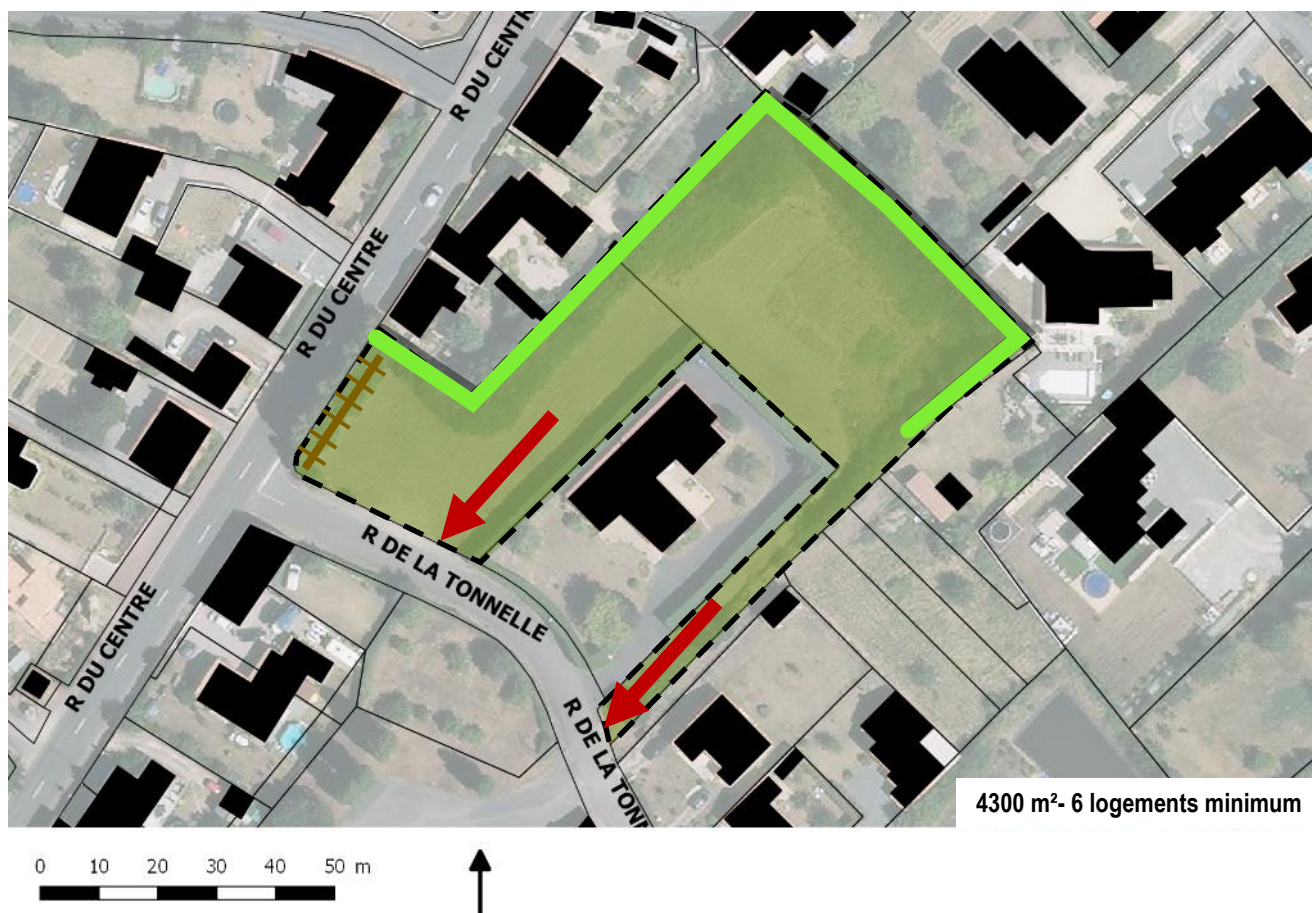 R DU CENTRE
R DU CENTRE
R DU CENTRE
R DE LA TONNELLE
R DE LA TONN
4300 m²- 6 logements minimum
0 10 20 30 40 50 m